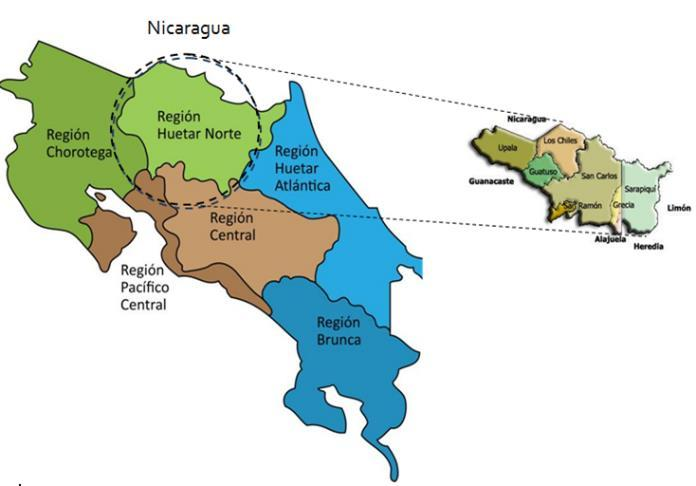 Nicaragua
Región
Huetar Norte
Región
Chorotega
Región
Huetar
Atlántica
Región
Central
Región
Pacífico
Central
Región
Brunca
Nicaragua
Upala
Los Chiles
Guatuso
San Carlos
Guanacaste
Sarapiquí
San Ramón
Grecia
Limón
Alajuela
Heredia